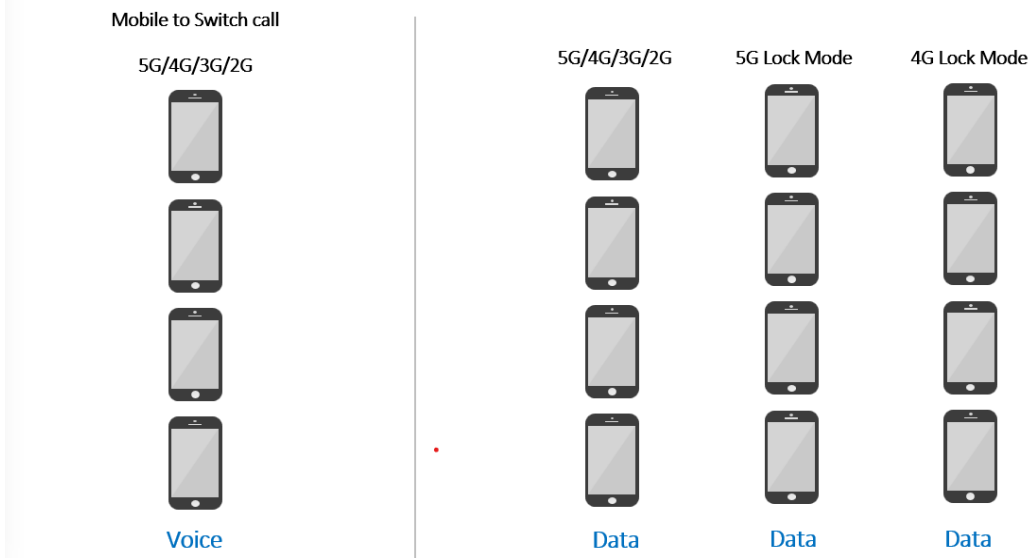 Mobile to Switch call
5G/4G/3G/2G
Voice
5G/4G/3G/2G
5G Lock Mode
4G Lock Mode
Data
Data
Data